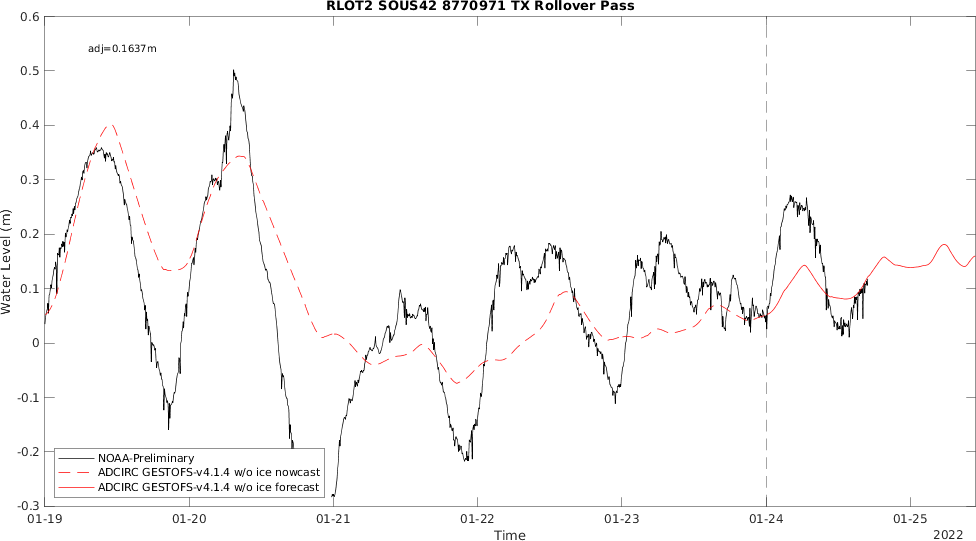 RLOT2 SOUS42 8770971 TX Rollover Pass
adj=0.1637m
0.6
0.5
0.4
0.3
0.2
0.1
0
-0.1
-0.2
-0.3
Water Level (m)
NOAA-Preliminary
ADCIRC GESTOFS-v4.1.4 w/o ice nowcast
ADCIRC GESTOFS-v4.1.4 w/o ice forecast
01-19 01-20 01-21 01-22 01-23 01-24 01-25
Time
2022